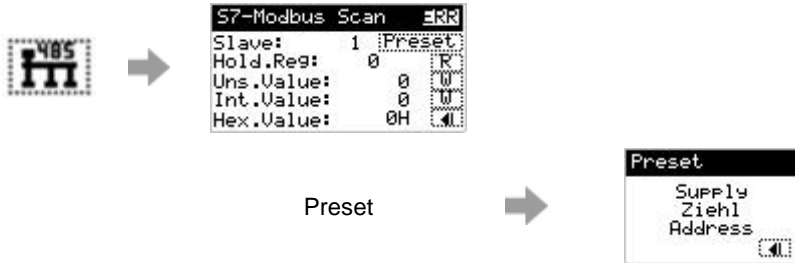 485
S7-Modbus Scan ERR
Slave: 1 Preset
Hold.Reg: 0 R
Uns.Value: 0 W
Int.Value: 0 W
Hex.Value: 0H
Preset
Preset
Supply
Ziehl
Address